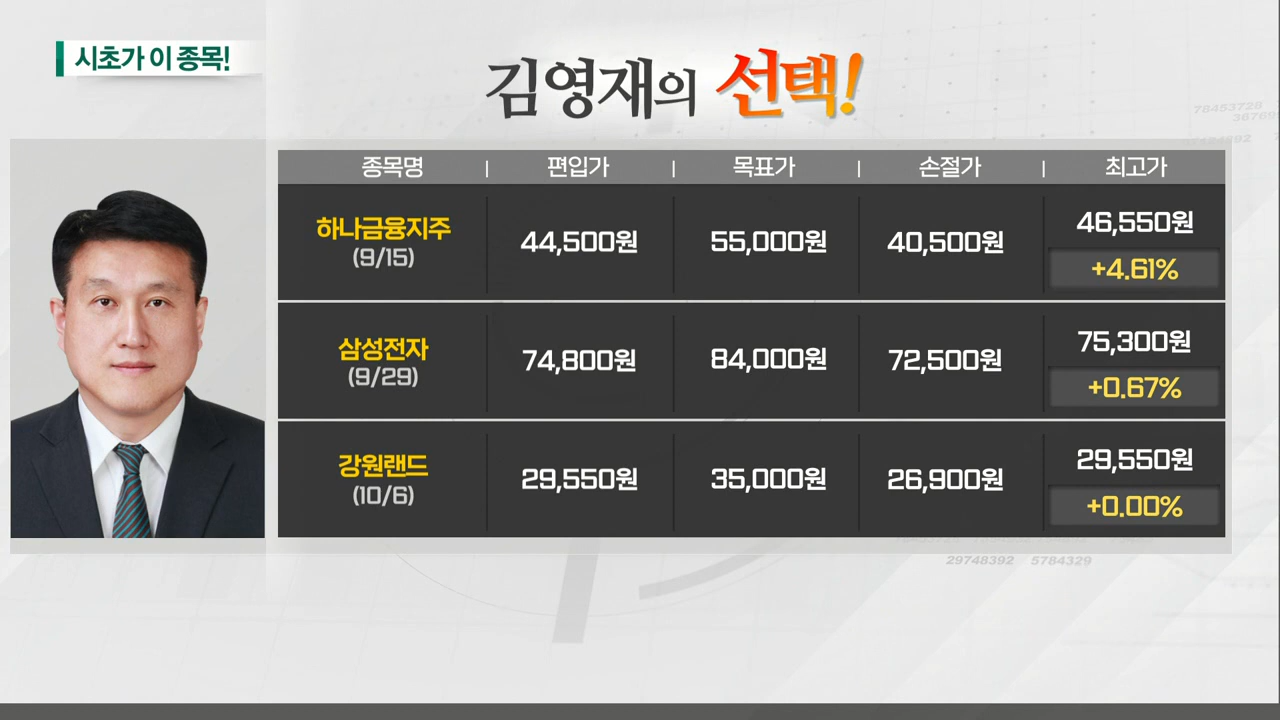 시초가 이 종목!
김영재의 선택!
종목명 | 편입가 | 목표가 | 손절가 | 최고가
하나금융지주 (9/15) 44,500원 55,000원 40,500원 46,550원 +4.61%
삼성전자 (9/29) 74,800원 84,000원 72,500원 75,300원 +0.67%
강원랜드 (10/6) 29,550원 35,000원 26,900원 29,550원 +0.00%
78453728
29748392 5784329